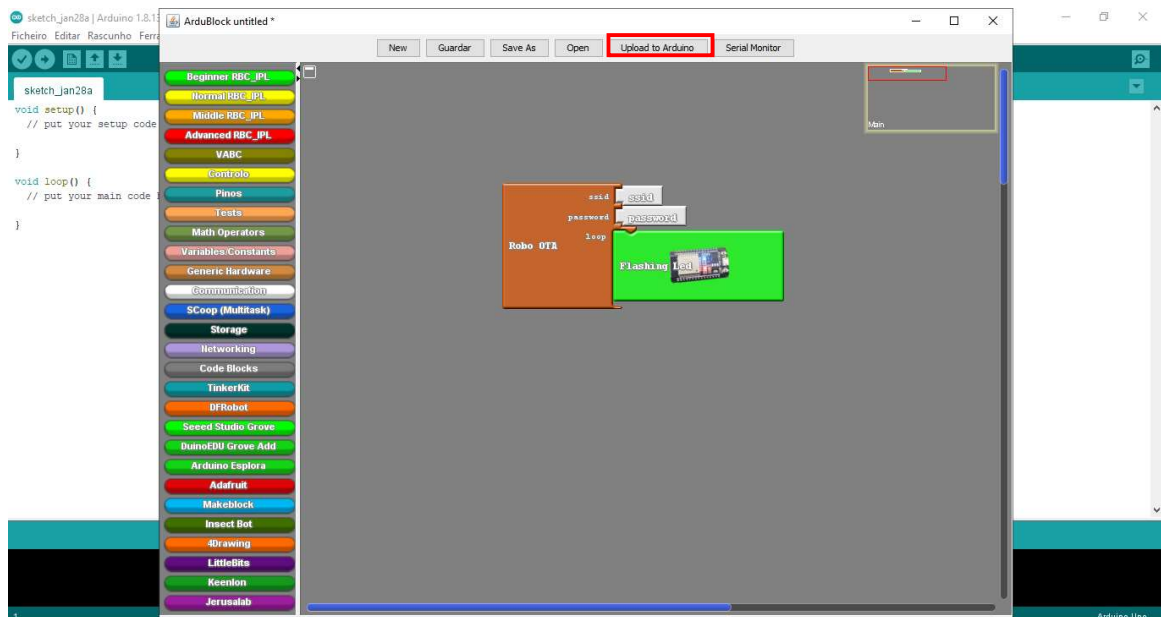 sketch_jan28a | Arduino 1.8.1
Ficheiro Editar Rascunho Ferra
sketch_jan28a
void setup() {
// put your setup code
}
void loop() {
// put your main code
}
ArduBlock untitled *
New Guardar Save As Open Upload to Arduino Serial Monitor
Beginner RBC_IPL
Normal RBC_IPL
Middle RBC_IPL
Advanced RBC_IPL
VABC
Controlo
Pinos
Tests
Math Operators
Variables/Constants
Generic Hardware
Communication
SCoop (Multitask)
Storage
Networking
Code Blocks
TinkerKit
DFRobot
Seeed Studio Grove
DuinoEDU Grove Add
Arduino Esplora
Adafruit
Makeblock
Insect Bot
4Drawing
LittleBits
Keenlon
Jerusalab
Robo OTA
ssid ssid
password password
loop
Flashing Led
Main
1
Arduino Uno